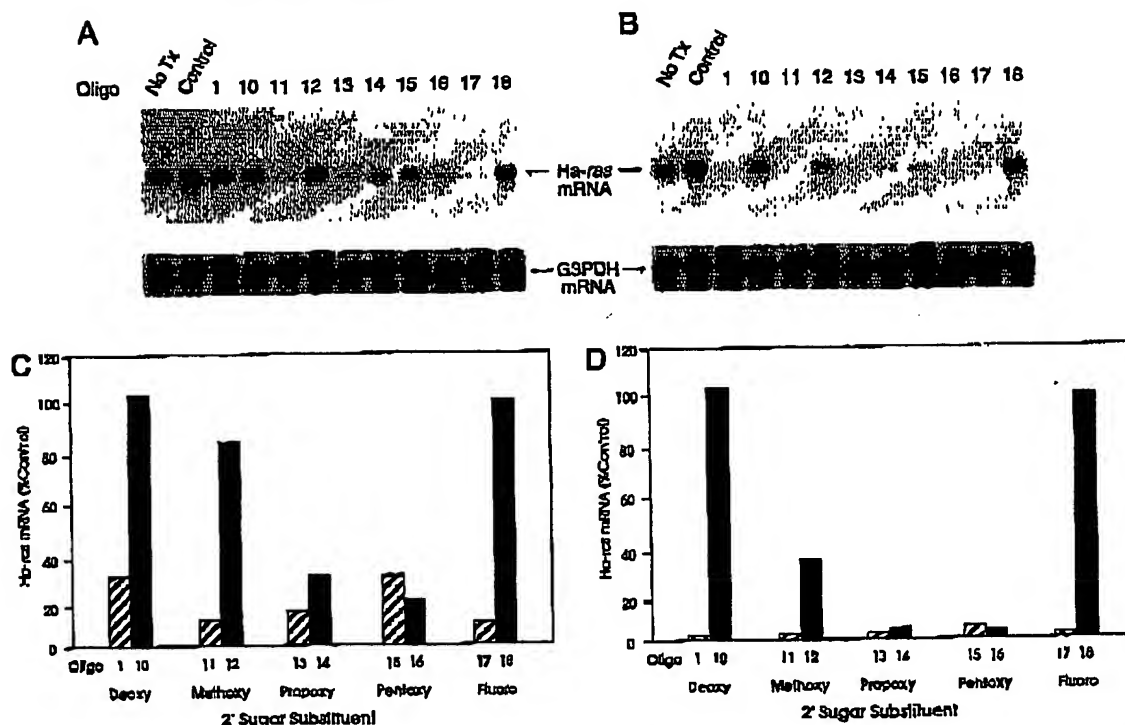 A
No Tx
Control
Oligo 1 10 11 12 13 14 15 16 17 18
Ha-ras mRNA
G3PDH mRNA
B
No Tx
Control
1 10 11 12 13 14 15 16 17 18
C
Ha-ras mRNA (%Control)
120
100
80
60
40
20
0
Oligo 1 10 11 12 13 14 15 16 17 18
Deoxy Methoxy Propoxy Pentoxy Fluoro
2' Sugar Substituent
D
Ha-ras mRNA (%Control)
120
100
80
60
40
20
0
Oligo 1 10 11 12 13 14 15 16 17 18
Deoxy Methoxy Propoxy Pentoxy Fluoro
2' Sugar Substituent